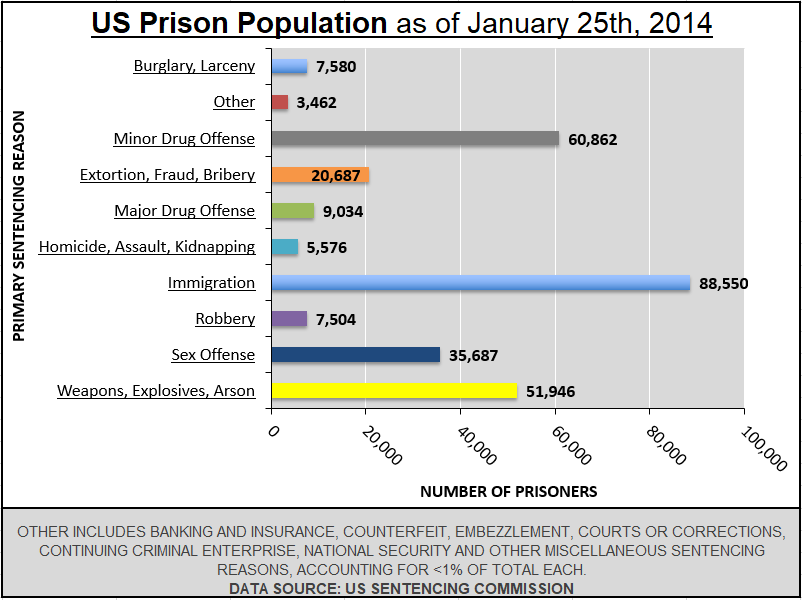 US Prison Population as of January 25th, 2014
PRIMARY SENTENCING REASON
Burglary, Larceny 7,580
Other 3,462
Minor Drug Offense 60,862
Extortion, Fraud, Bribery 20,687
Major Drug Offense 9,034
Homicide, Assault, Kidnapping 5,576
Immigration 88,550
Robbery 7,504
Sex Offense 35,687
Weapons, Explosives, Arson 51,946
0 20,000 40,000 60,000 80,000 100,000
NUMBER OF PRISONERS
OTHER INCLUDES BANKING AND INSURANCE, COUNTERFEIT, EMBEZZLEMENT, COURTS OR CORRECTIONS,
CONTINUING CRIMINAL ENTERPRISE, NATIONAL SECURITY AND OTHER MISCELLANEOUS SENTENCING
REASONS, ACCOUNTING FOR <1% OF TOTAL EACH.
DATA SOURCE: US SENTENCING COMMISSION